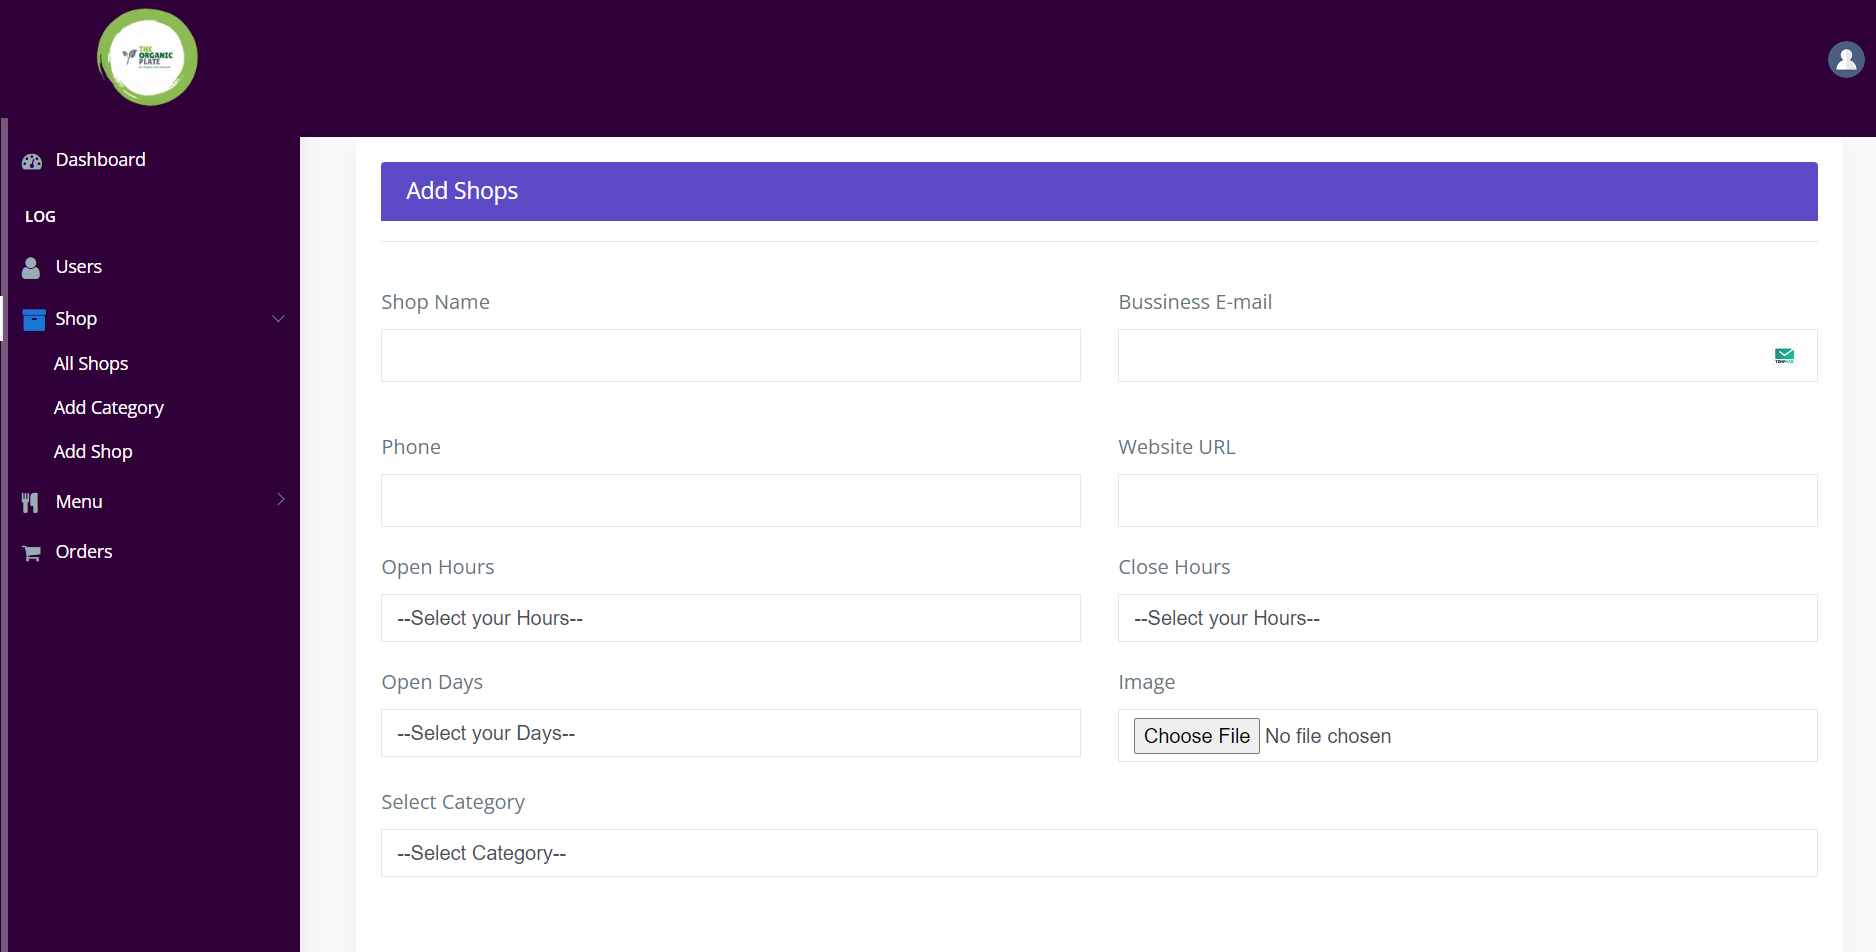 THE
ORGANIC
PLATE
Dashboard
LOG
Users
Shop
All Shops
Add Category
Add Shop
Menu
Orders
Add Shops
Shop Name
Bussiness E-mail
Phone
Website URL
Open Hours
Close Hours
--Select your Hours--
--Select your Hours--
Open Days
Image
--Select your Days--
Choose File No file chosen
Select Category
--Select Category--